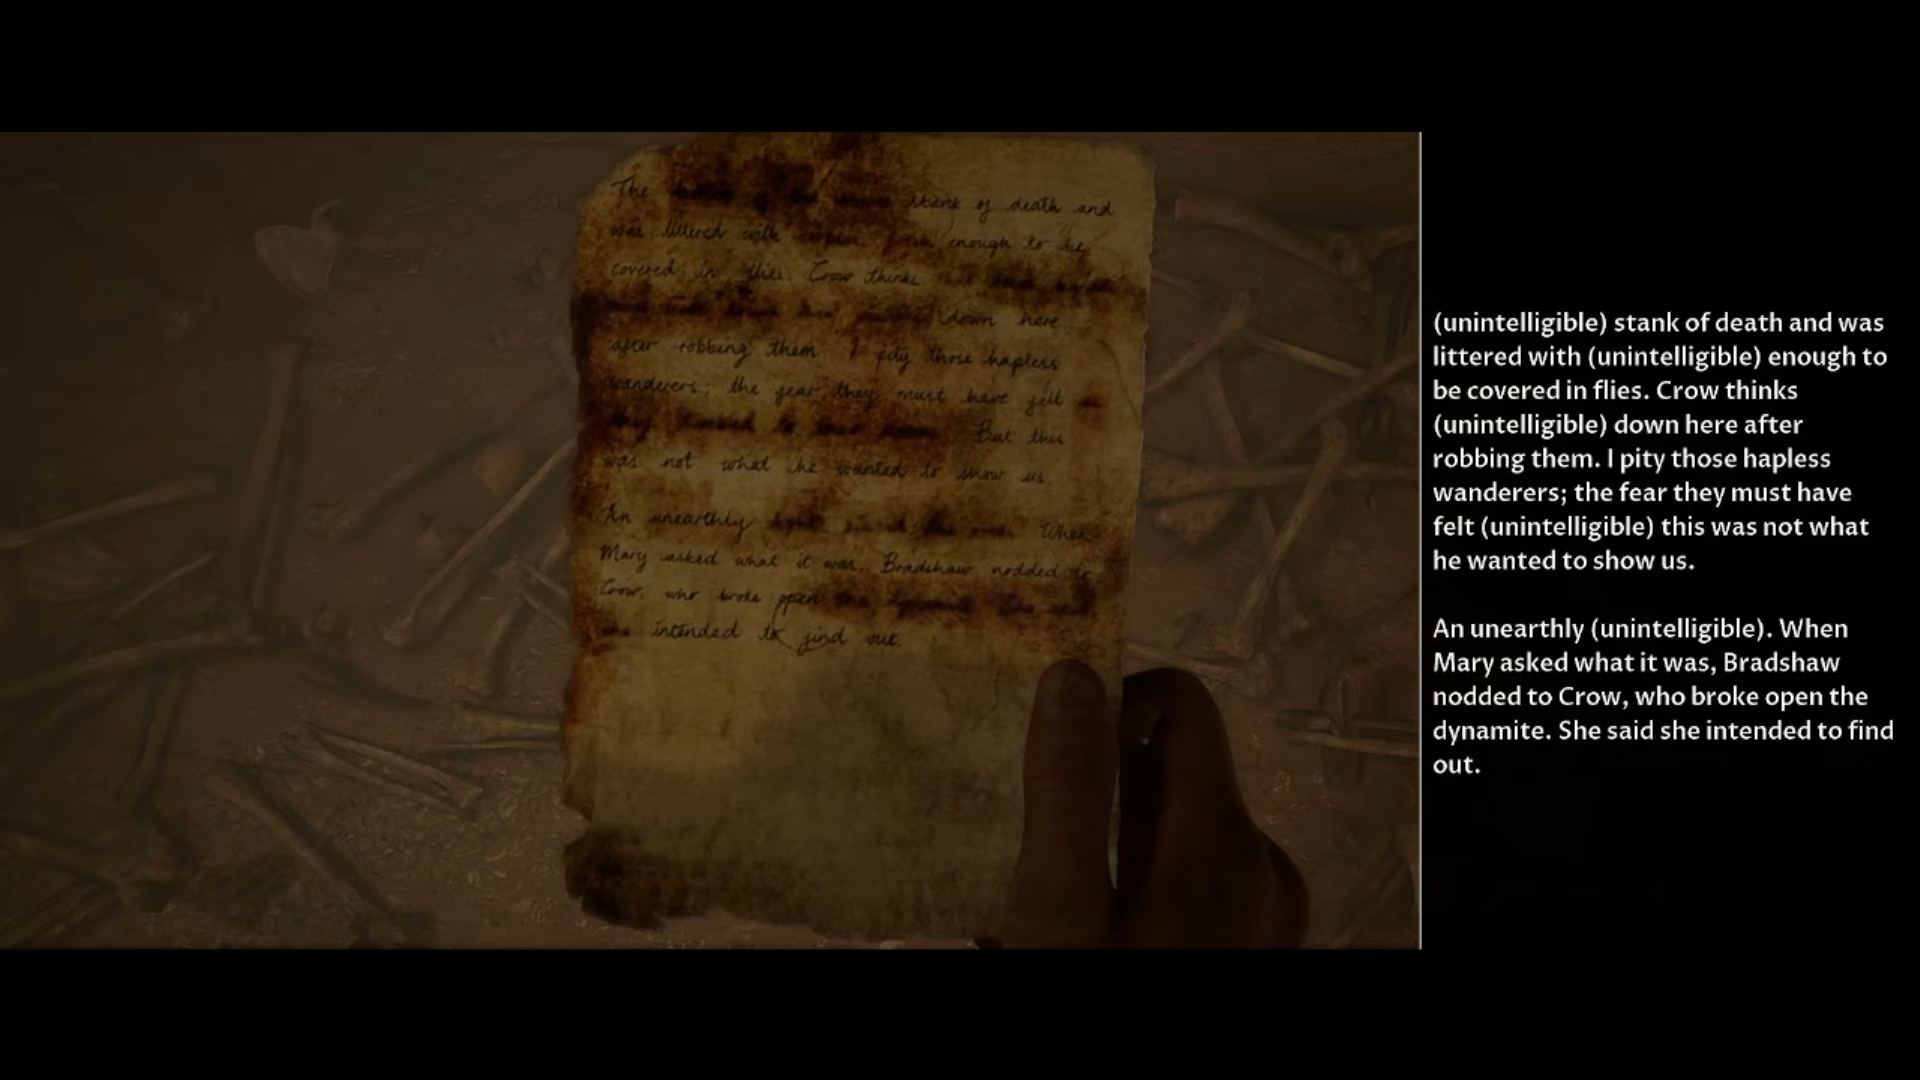 The
stank of death and
was littered with enough to be
covered in flies. Crow thinks
down here
after robbing them. I pity those hapless
wanderers; the fear they must have felt
But this
was not what he wanted to show us.
An unearthly When
Mary asked what it was, Bradshaw nodded to
Crow, who broke open the dynamite. She said
she intended to find out.
(unintelligible) stank of death and was
littered with (unintelligible) enough to
be covered in flies. Crow thinks
(unintelligible) down here after
robbing them. I pity those hapless
wanderers; the fear they must have
felt (unintelligible) this was not what
he wanted to show us.
An unearthly (unintelligible). When
Mary asked what it was, Bradshaw
nodded to Crow, who broke open the
dynamite. She said she intended to find
out.